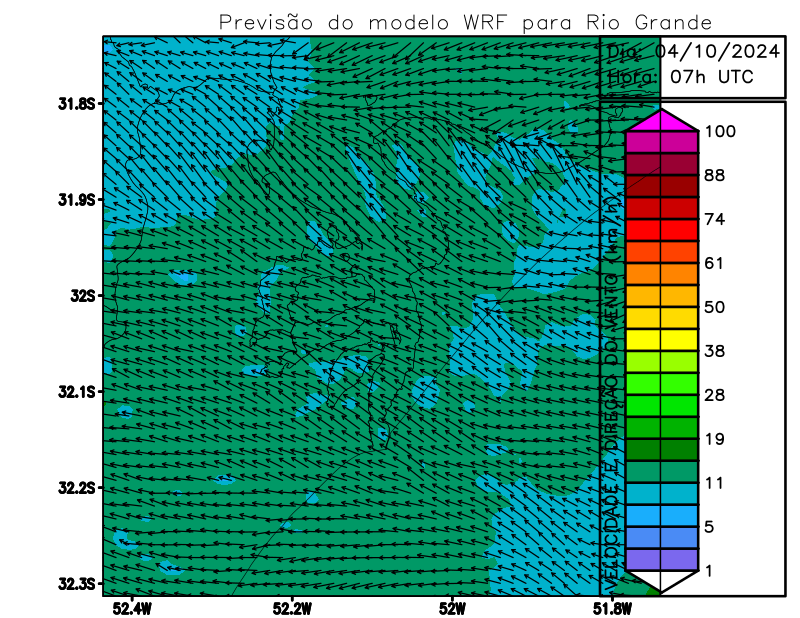 Previsão do modelo WRF para Rio Grande
Dia: 04/10/2024
Hora: 07h UTC
31.8S
31.9S
32S
32.1S
32.2S
32.3S
52.4W
52.2W
52W
51.8W
VELOCIDADE E DIREÇÃO DO VENTO (km/h)
100
88
74
61
50
38
28
19
11
5
1